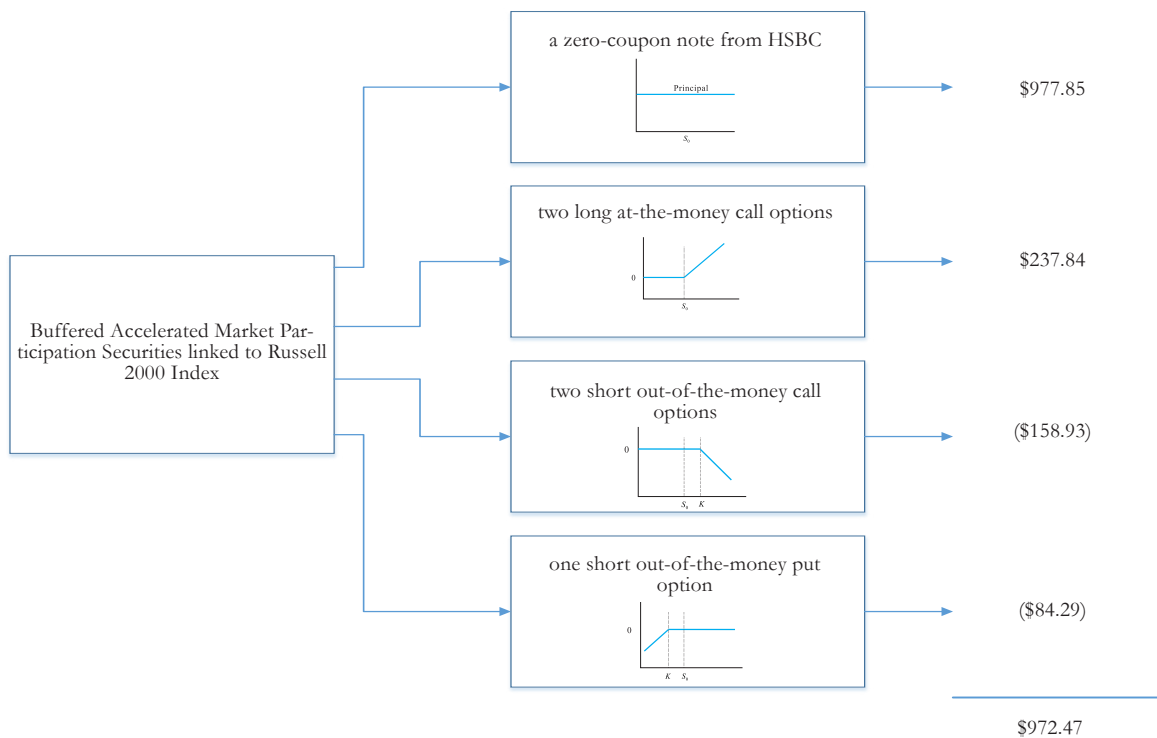 a zero-coupon note from HSBC
Principal
S₀
$977.85
two long at-the-money call options
0
S₀
$237.84
Buffered Accelerated Market Par-
ticipation Securities linked to Russell
2000 Index
two short out-of-the-money call
options
0
S₀ K
($158.93)
one short out-of-the-money put
option
0
K S₀
($84.29)
$972.47